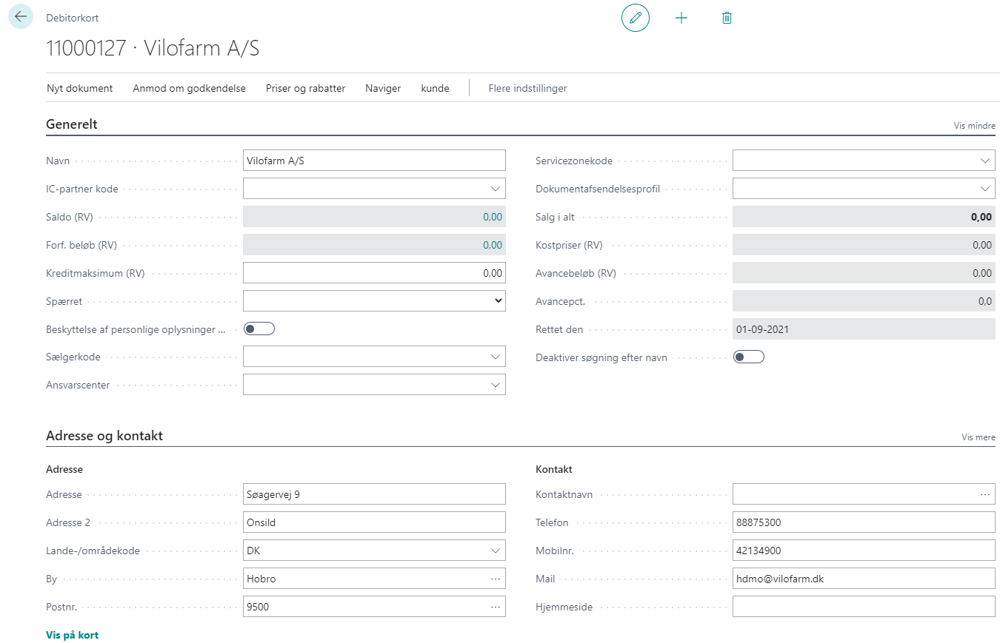 Debitorkort
11000127 · Vilofarm A/S
Nyt dokument Anmod om godkendelse Priser og rabatter Naviger kunde Flere indstillinger
Generelt Vis mindre
Navn Vilofarm A/S
IC-partner kode
Saldo (RV) 0,00
Forf. beløb (RV) 0,00
Kreditmaksimum (RV) 0,00
Spærret
Beskyttelse af personlige oplysninger ...
Sælgerkode
Ansvarscenter
Servicezonekode
Dokumentafsendelsesprofil
Salg i alt 0,00
Kostpriser (RV) 0,00
Avancebeløb (RV) 0,00
Avancepct. 0,0
Rettet den 01-09-2021
Deaktiver søgning efter navn
Adresse og kontakt Vis mere
Adresse
Adresse Søagervej 9
Adresse 2 Onsild
Lande-/områdekode DK
By Hobro
Postnr. 9500
Vis på kort
Kontakt
Kontaktnavn
Telefon 88875300
Mobilnr. 42134900
Mail hdmo@vilofarm.dk
Hjemmeside